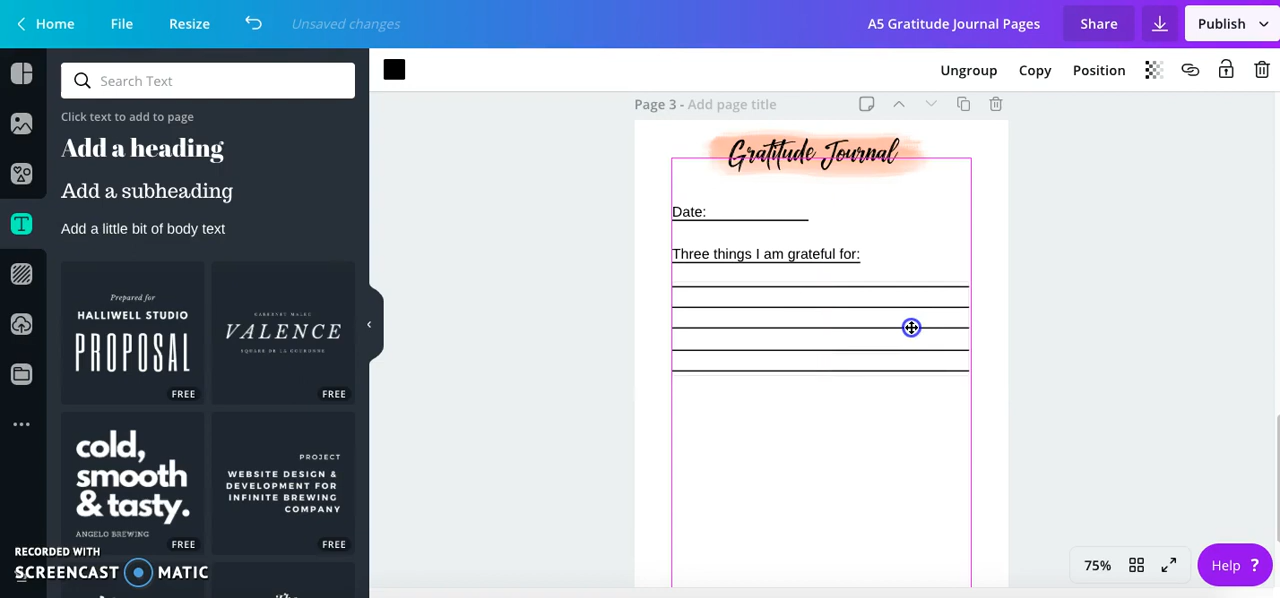 Home
File
Resize
Unsaved changes
A5 Gratitude Journal Pages
Share
Publish
Search Text
Ungroup
Copy
Position
Click text to add to page
Page 3 - Add page title
Add a heading
Gratitude Journal
Add a subheading
Date:
Add a little bit of body text
Three things I am grateful for:
Prepared for
HALLIWELL STUDIO
PROPOSAL
FREE
VALENCE
FREE
cold,
smooth
& tasty.
ANGELO BREWING
FREE
PROJECT
WEBSITE DESIGN &
DEVELOPMENT FOR
INFINITE BREWING
COMPANY
FREE
RECORDED WITH
SCREENCAST MATIC
75%
Help ?